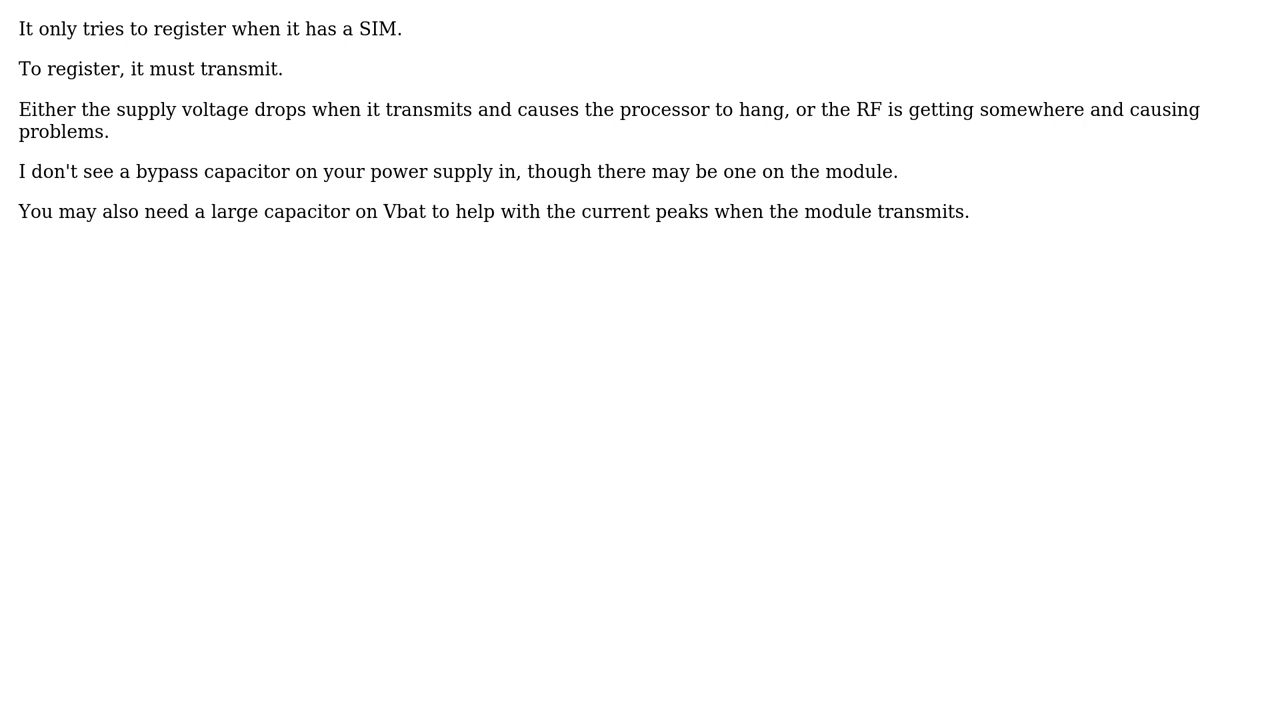 It only tries to register when it has a SIM.
To register, it must transmit.
Either the supply voltage drops when it transmits and causes the processor to hang, or the RF is getting somewhere and causing
problems.
I don't see a bypass capacitor on your power supply in, though there may be one on the module.
You may also need a large capacitor on Vbat to help with the current peaks when the module transmits.